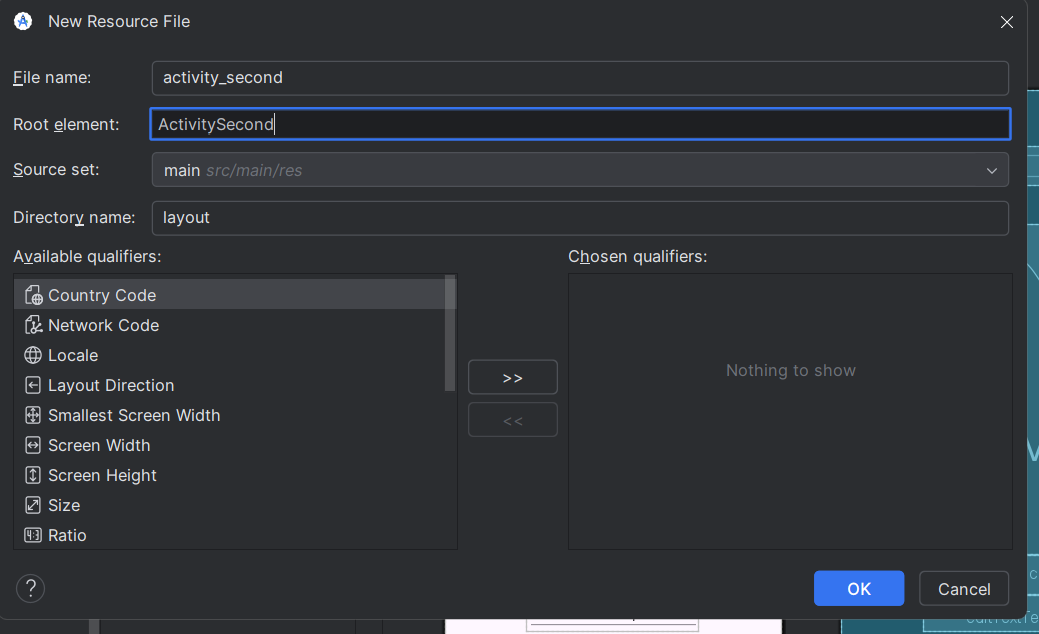 New Resource File
File name: activity_second
Root element: ActivitySecond
Source set: main src/main/res
Directory name: layout
Available qualifiers: Chosen qualifiers:
Country Code
Network Code
Locale
Layout Direction
Smallest Screen Width
Screen Width
Screen Height
Size
Ratio
>>
<<
Nothing to show
?
OK Cancel